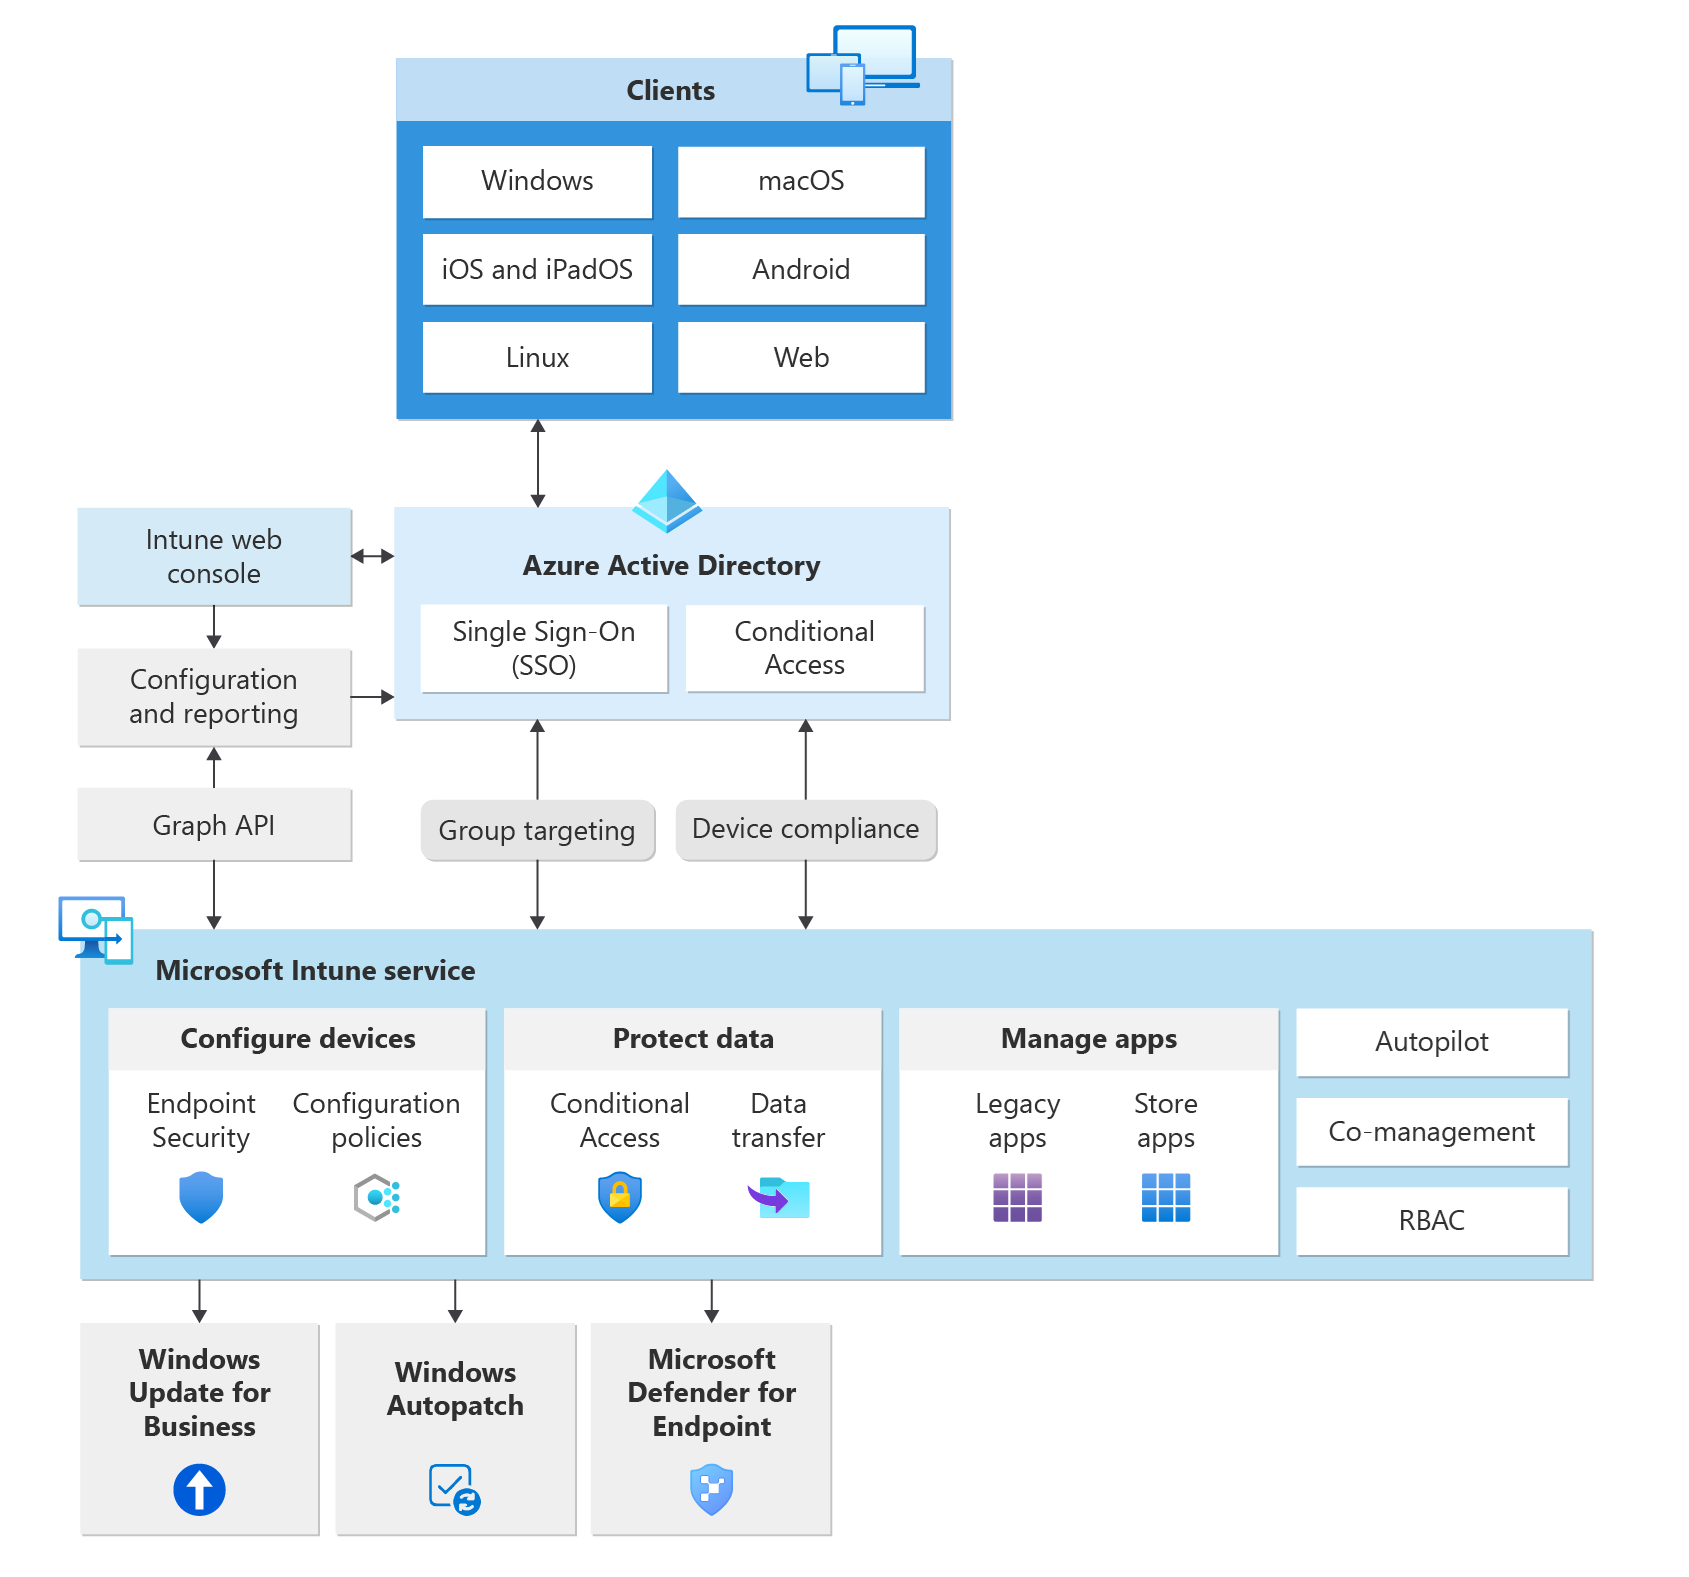 Clients
Windows
macOS
iOS and iPadOS
Android
Linux
Web
Intune web
console
Azure Active Directory
Single Sign-On
(SSO)
Conditional
Access
Configuration
and reporting
Graph API
Group targeting
Device compliance
Microsoft Intune service
Configure devices
Endpoint
Security
Configuration
policies
Protect data
Conditional
Access
Data
transfer
Manage apps
Legacy
apps
Store
apps
Autopilot
Co-management
RBAC
Windows
Update for
Business
Windows
Autopatch
Microsoft
Defender for
Endpoint